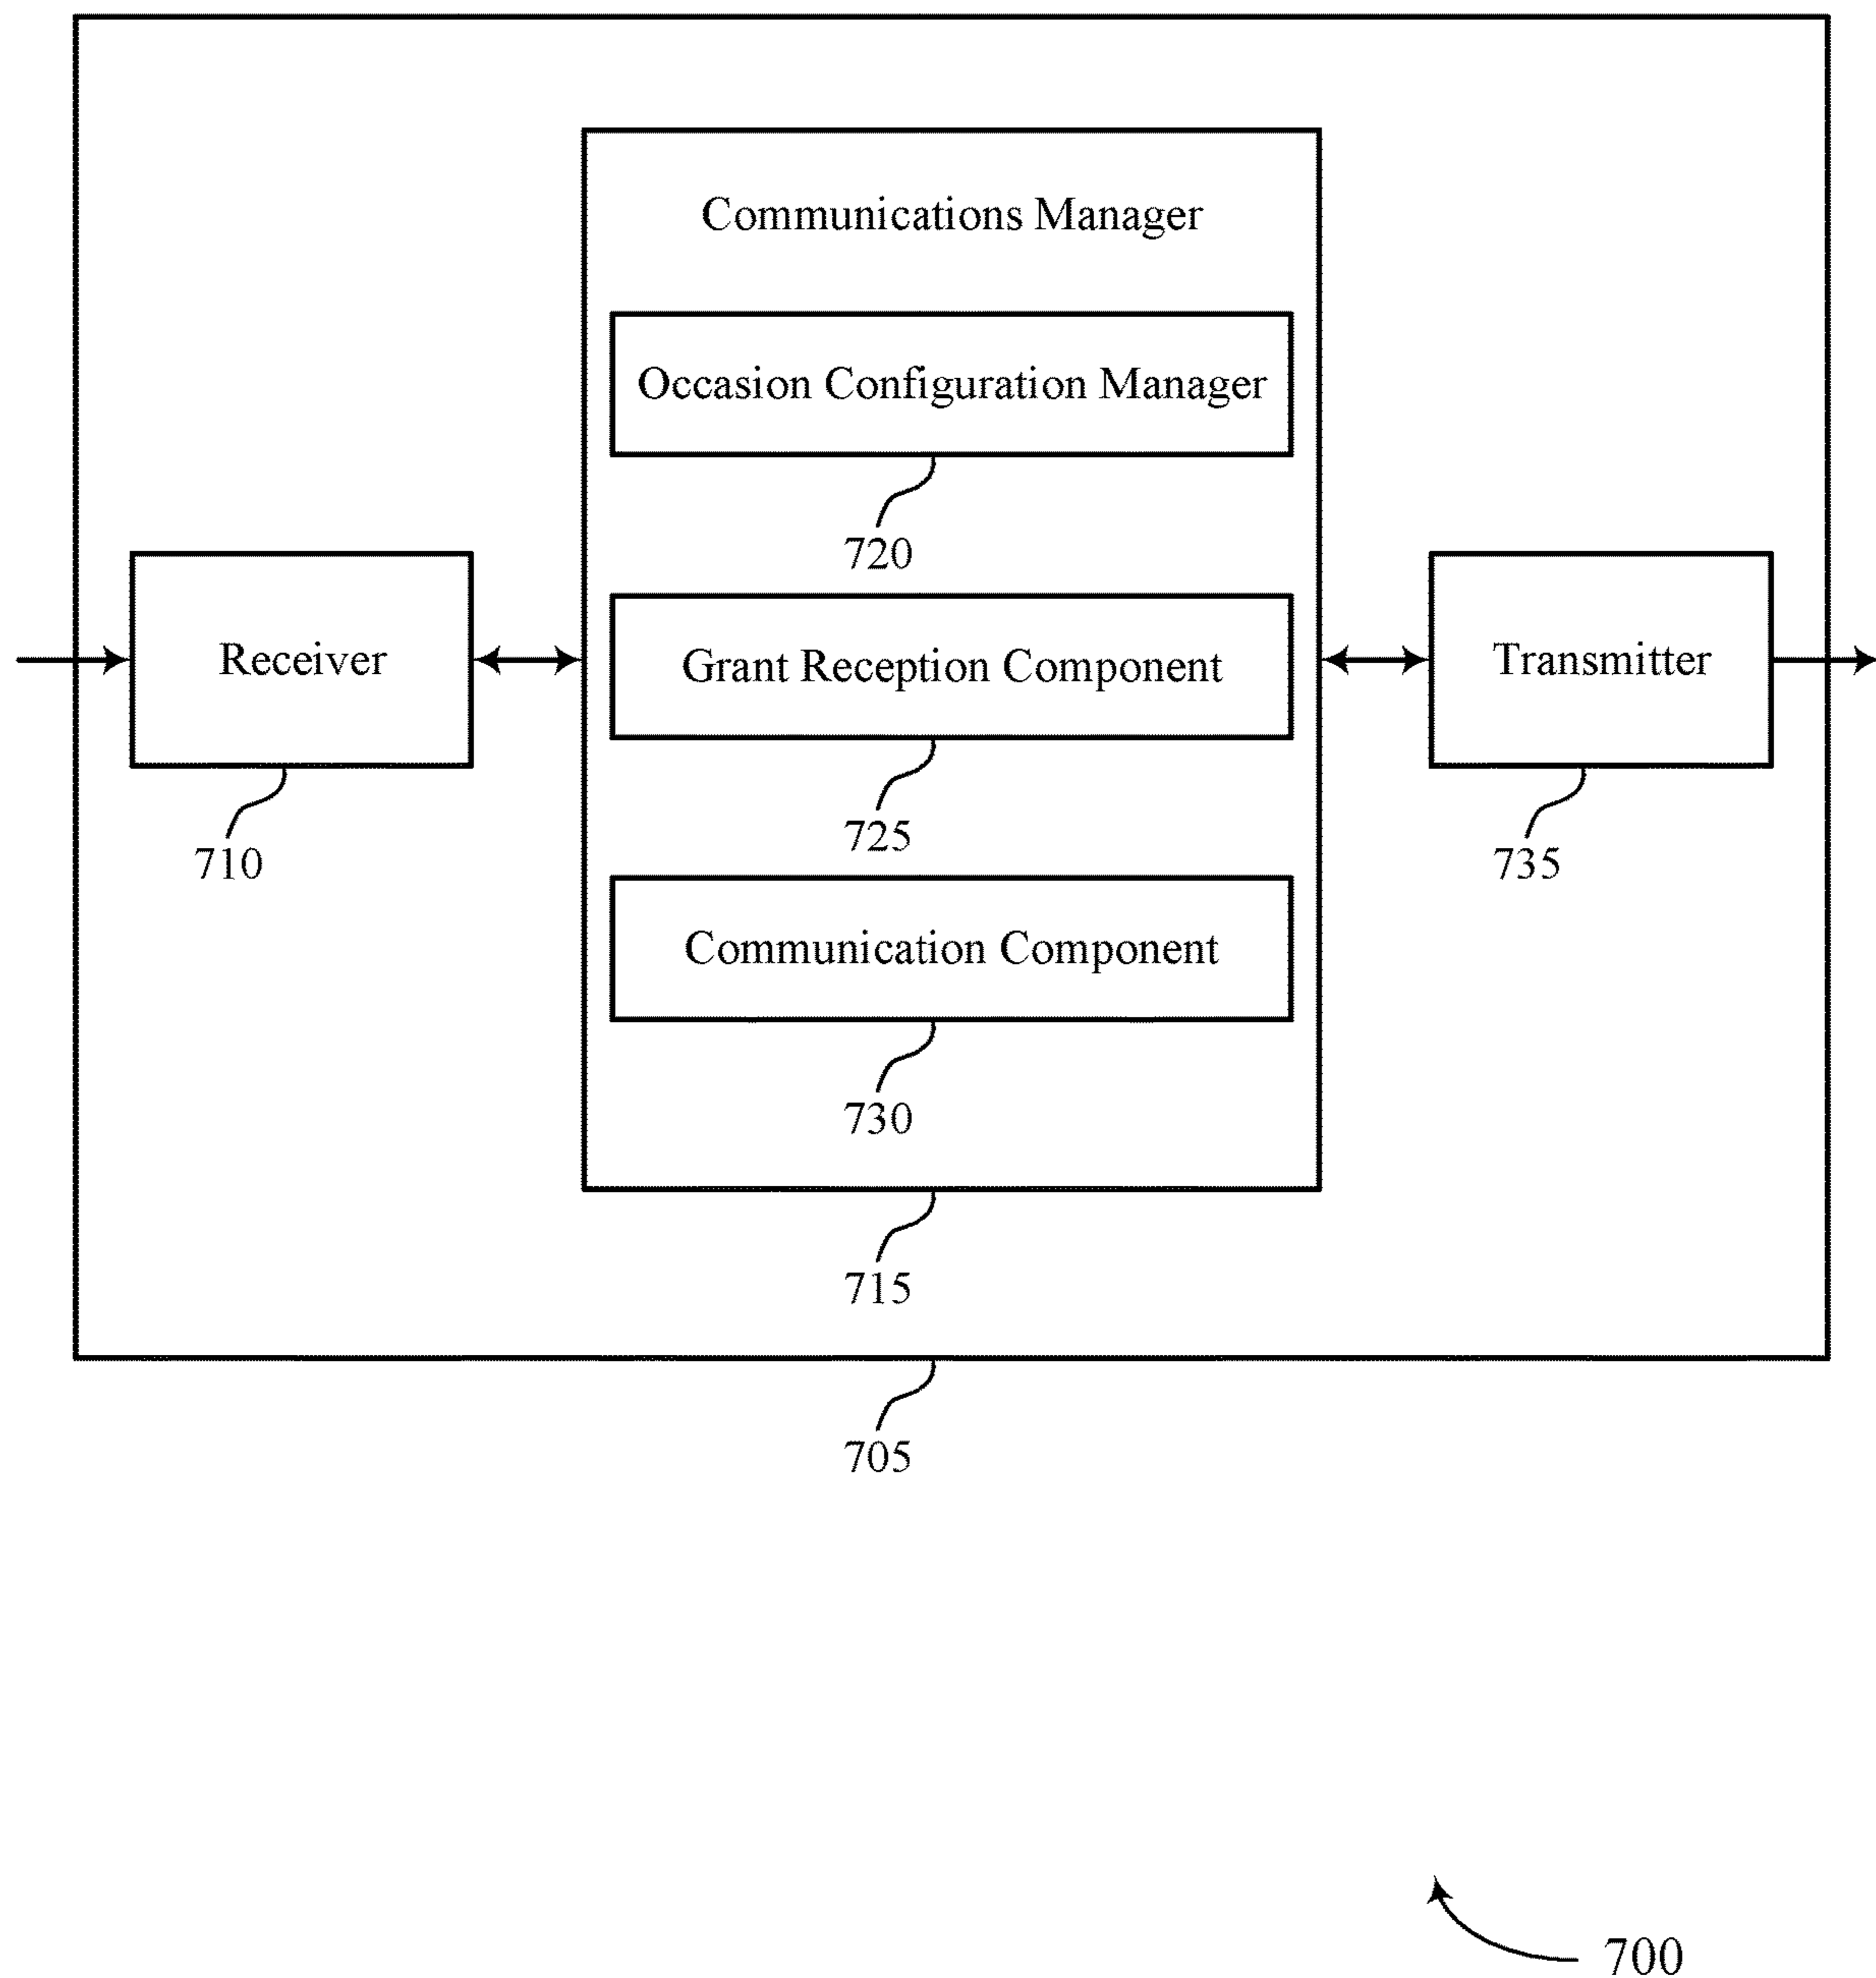 Communications Manager
Occasion Configuration Manager
720
Receiver
Grant Reception Component
Transmitter
725
710
735
Communication Component
730
715
705
700